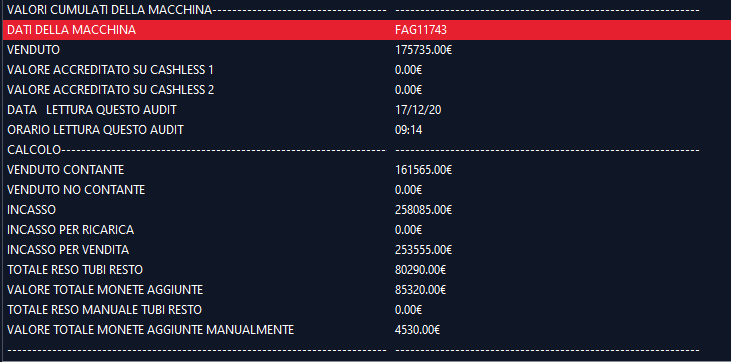 VALORI CUMULATI DELLA MACCHINA---------------------------------- ------------------------------------------------------------
DATI DELLA MACCHINA FAG11743
VENDUTO 175735.00€
VALORE ACCREDITATO SU CASHLESS 1 0.00€
VALORE ACCREDITATO SU CASHLESS 2 0.00€
DATA   LETTURA QUESTO AUDIT 17/12/20
ORARIO LETTURA QUESTO AUDIT 09:14
CALCOLO---------------------------------------------------------------- ------------------------------------------------------------
VENDUTO CONTANTE 161565.00€
VENDUTO NO CONTANTE 0.00€
INCASSO 258085.00€
INCASSO PER RICARICA 0.00€
INCASSO PER VENDITA 253555.00€
TOTALE RESO TUBI RESTO 80290.00€
VALORE TOTALE MONETE AGGIUNTE 85320.00€
TOTALE RESO MANUALE TUBI RESTO 0.00€
VALORE TOTALE MONETE AGGIUNTE MANUALMENTE 4530.00€
--------------------------------------------------------------------------- ------------------------------------------------------------